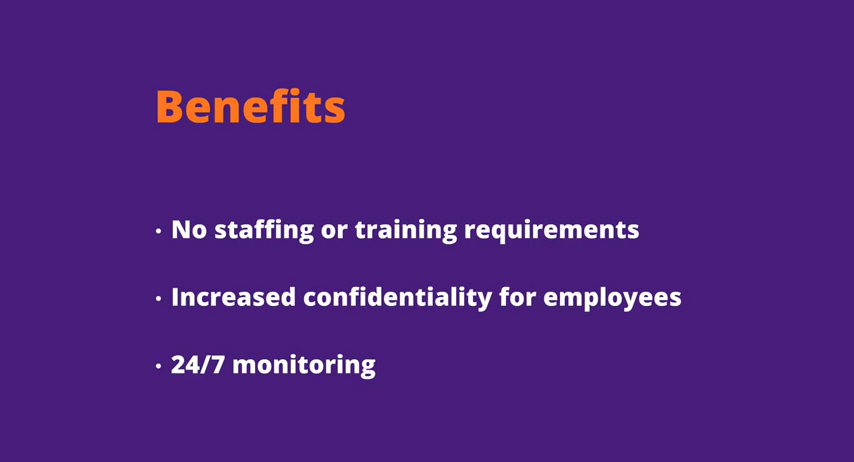 Benefits
• No staffing or training requirements
• Increased confidentiality for employees
• 24/7 monitoring